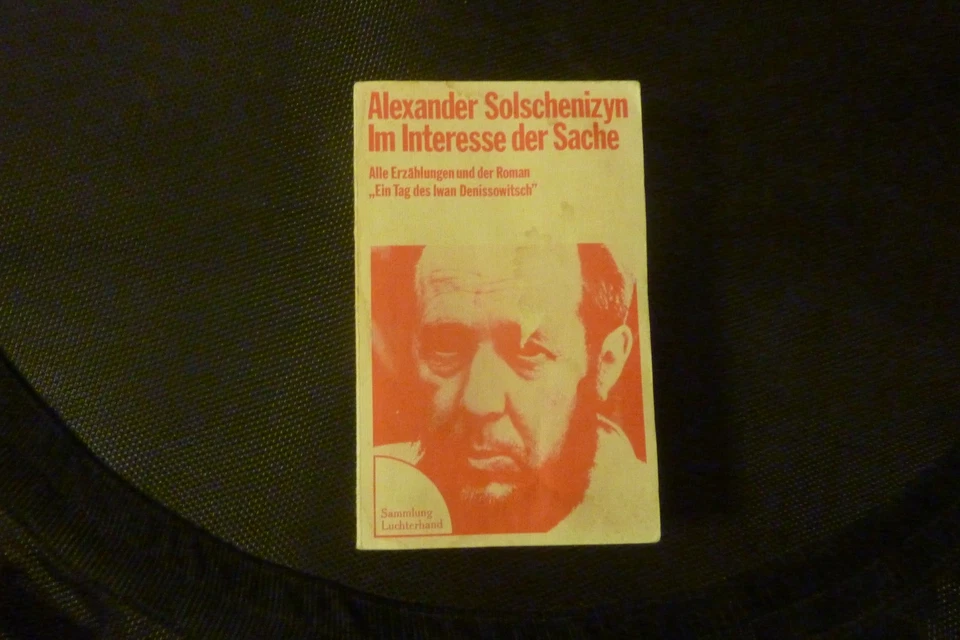 Alexander Solschenizyn
Im Interesse der Sache
Alle Erzählungen und der Roman
„Ein Tag des Iwan Denissowitsch”
Sammlung
Luchterhand